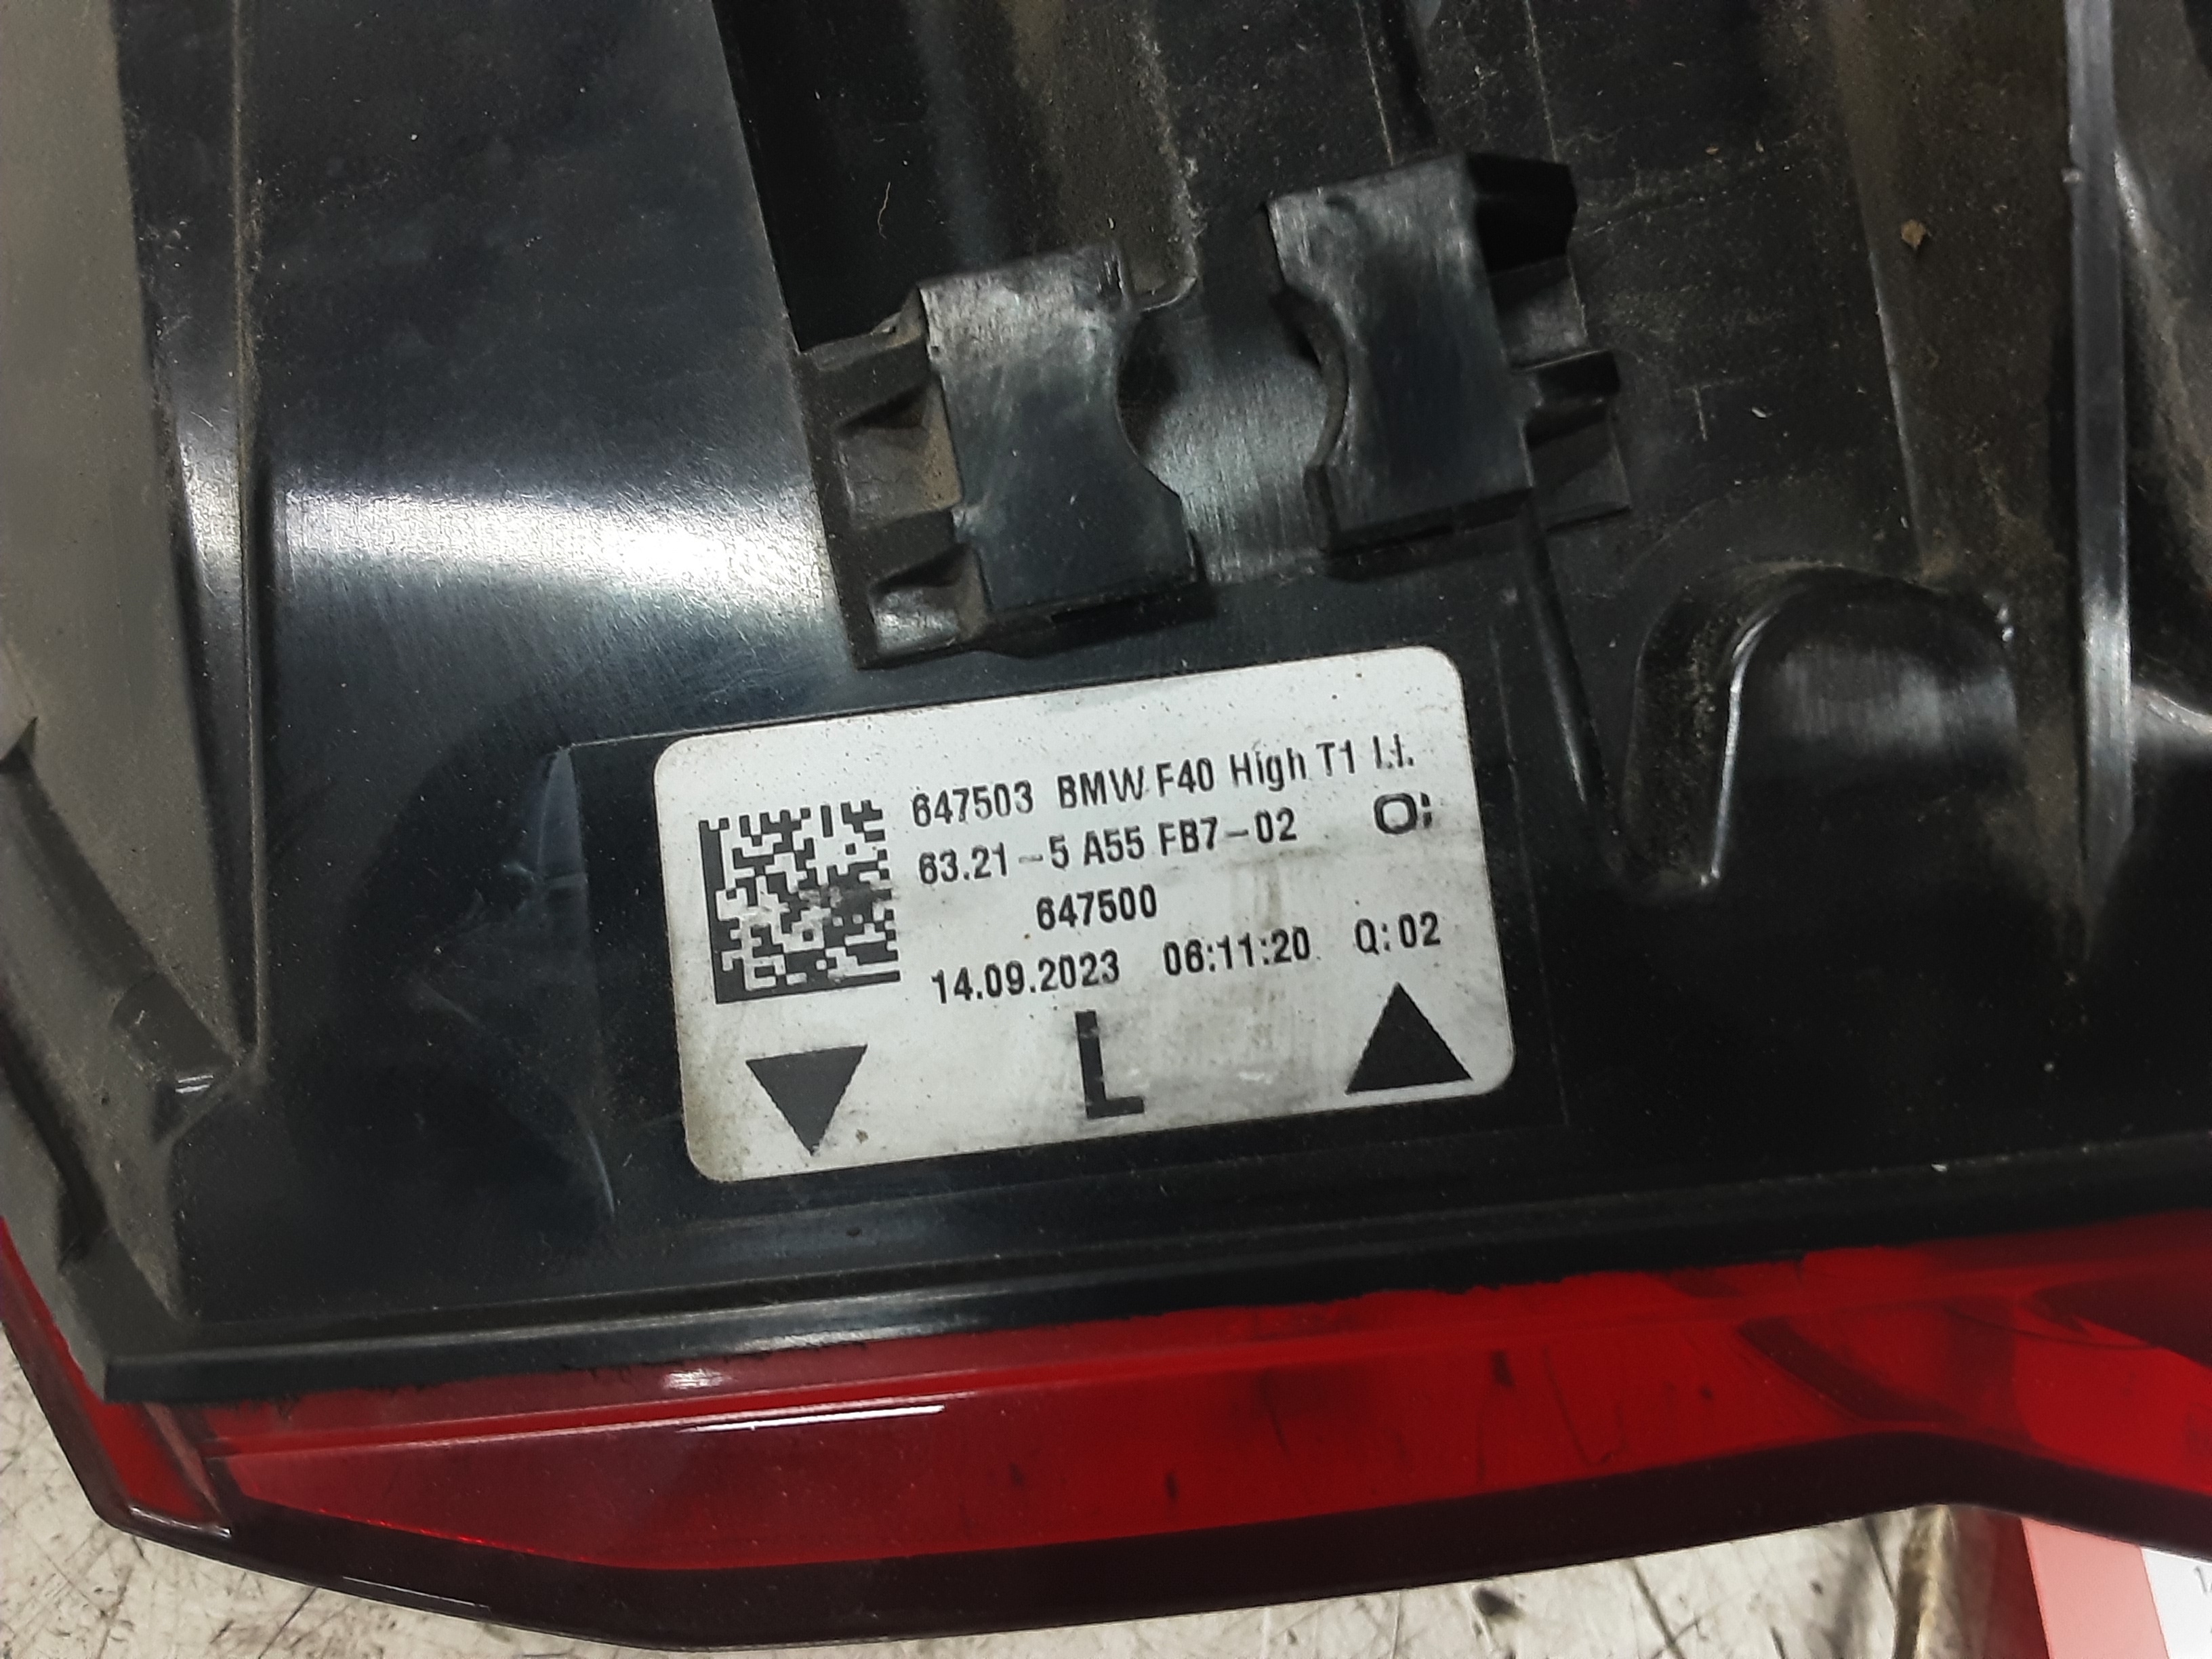 647503 BMW F40 High T1 l.l.
63.21-5 A55 FB7-02
647500
14.09.2023 06:11:20 Q:02
L